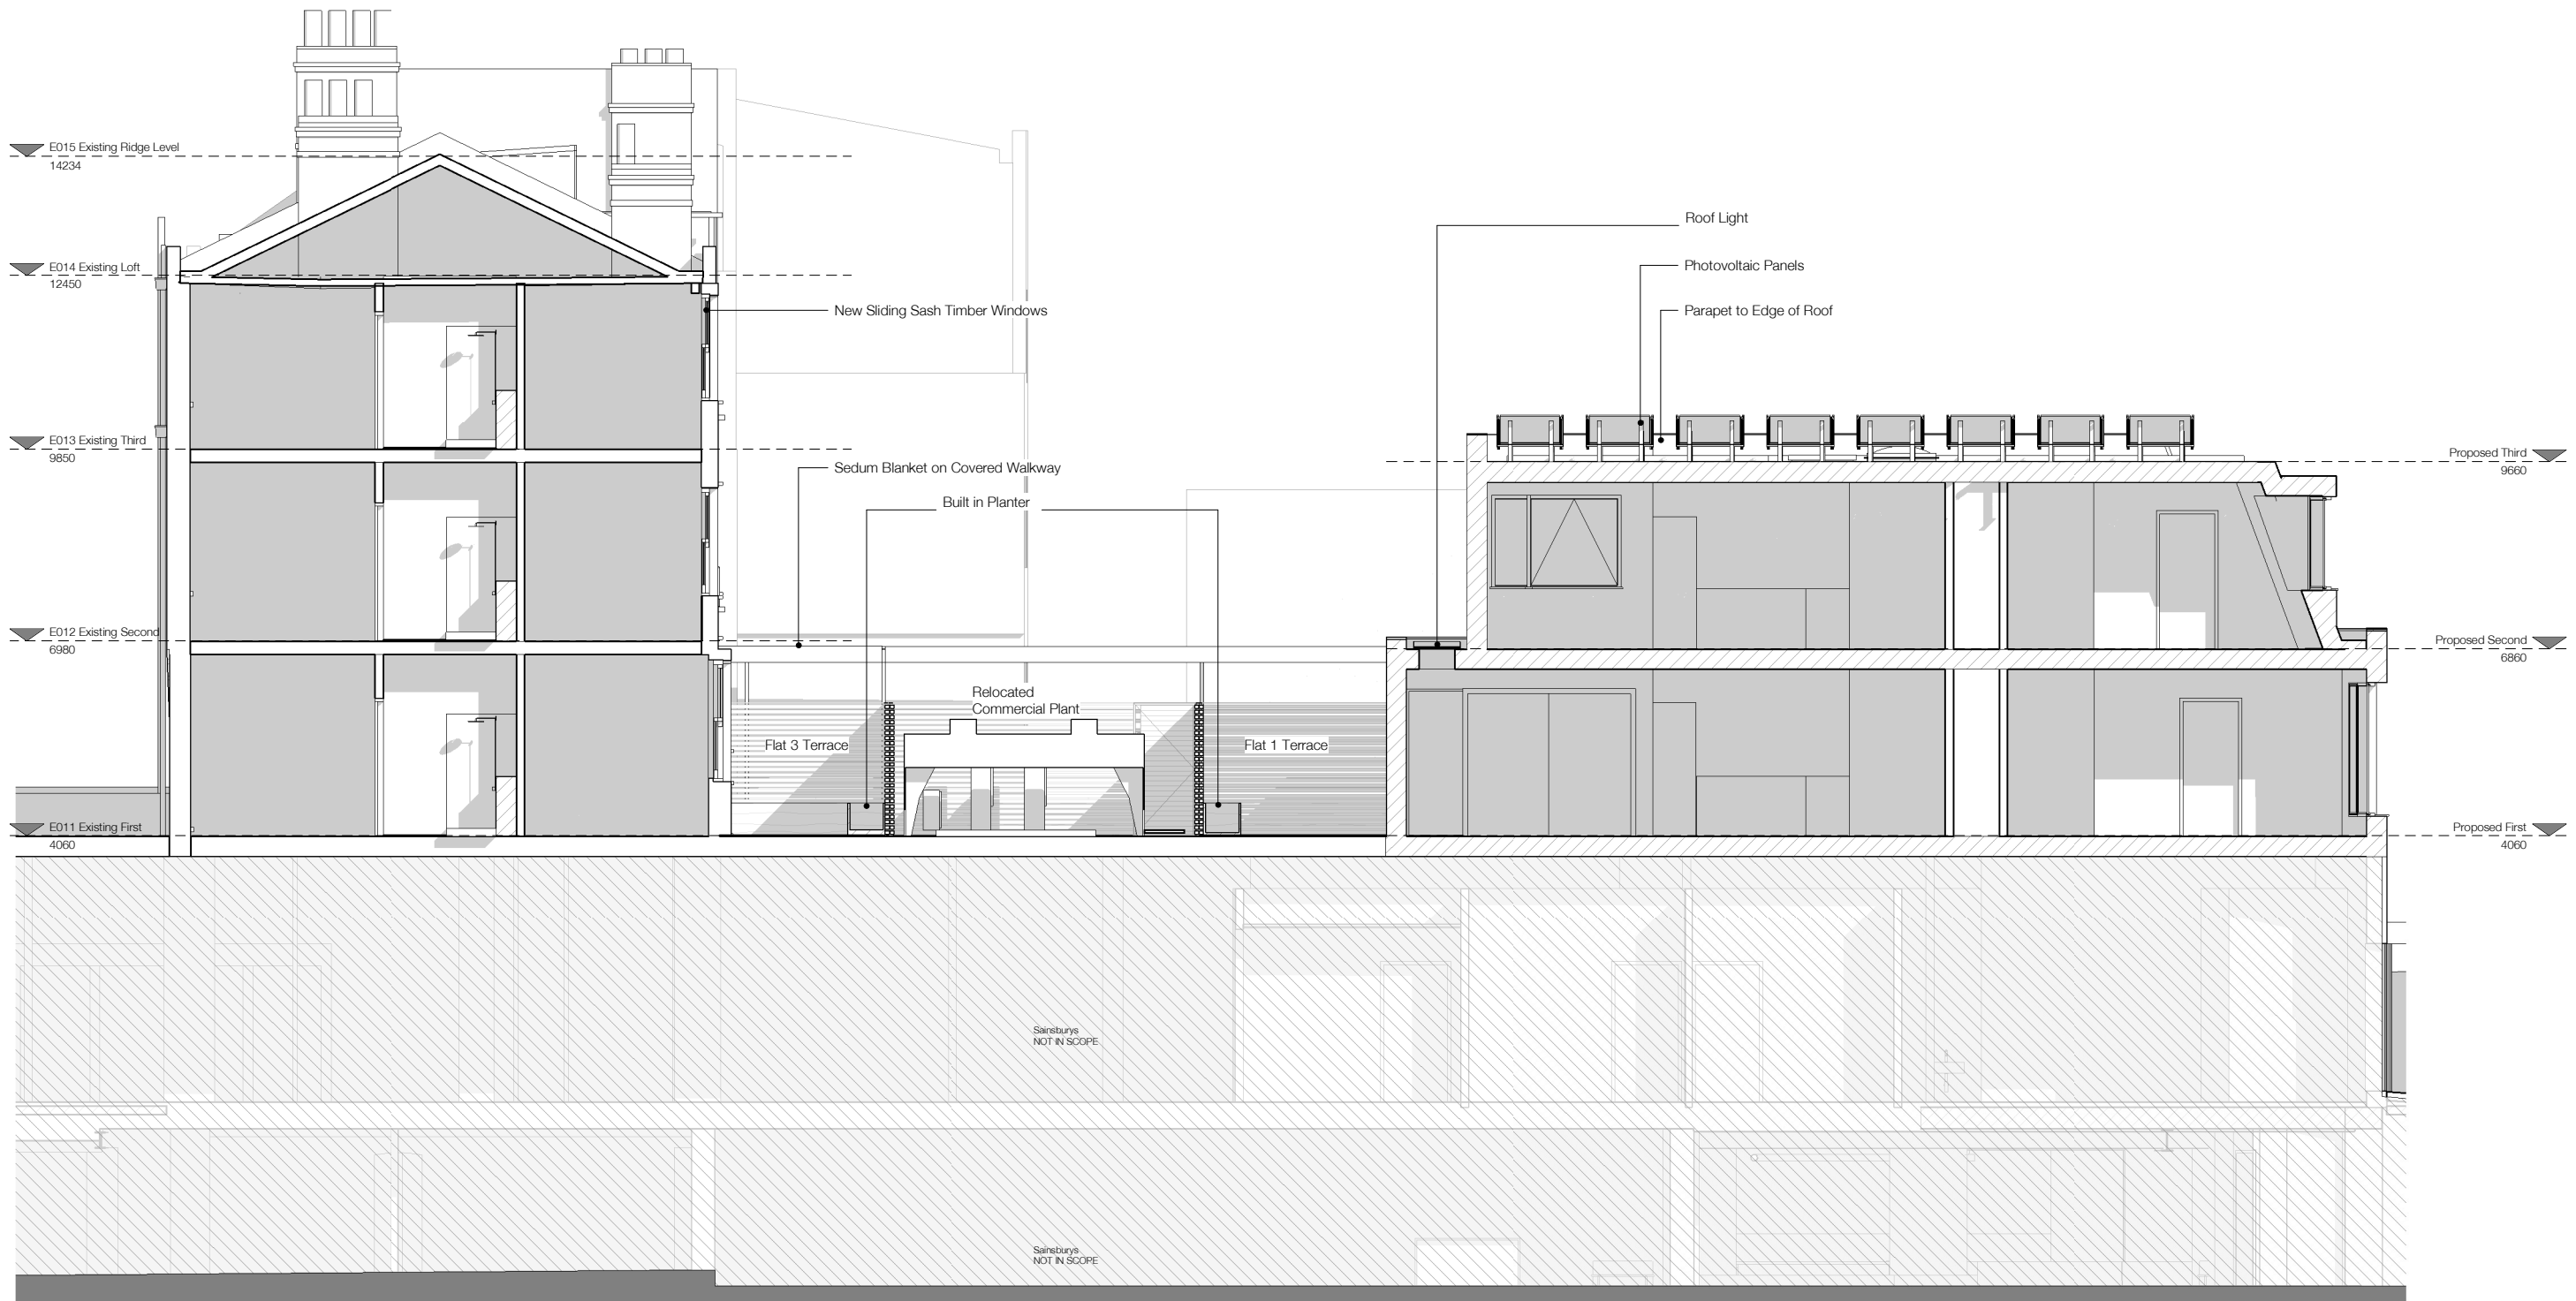 E015 Existing Ridge Level
14234
Roof Light
E014 Existing Loft
12450
Photovoltaic Panels
New Sliding Sash Timber Windows
Parapet to Edge of Roof
E013 Existing Third
9850
Sedum Blanket on Covered Walkway
Proposed Third
9660
Built in Planter
E012 Existing Second
6980
Proposed Second
6860
Relocated
Commercial Plant
Flat 3 Terrace
Flat 1 Terrace
E011 Existing First
4060
Proposed First
4060
Sainsburys
NOT IN SCOPE
Sainsburys
NOT IN SCOPE